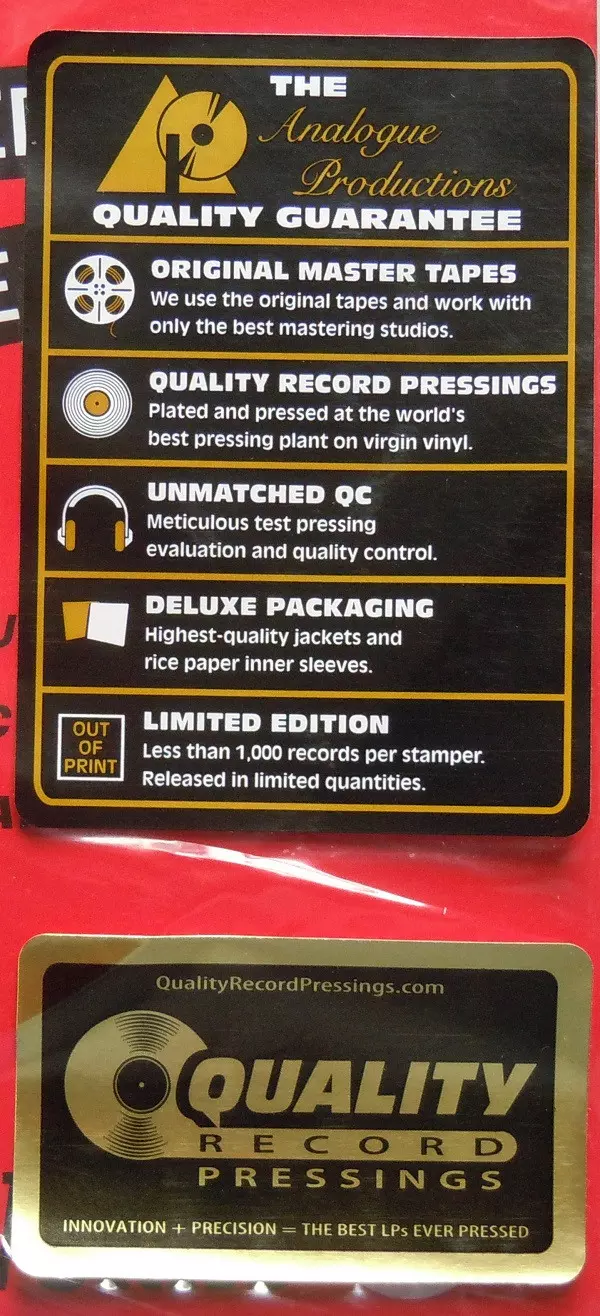 THE
Analogue
Productions
QUALITY GUARANTEE
ORIGINAL MASTER TAPES
We use the original tapes and work with
only the best mastering studios.
QUALITY RECORD PRESSINGS
Plated and pressed at the world's
best pressing plant on virgin vinyl.
UNMATCHED QC
Meticulous test pressing
evaluation and quality control.
DELUXE PACKAGING
Highest-quality jackets and
rice paper inner sleeves.
OUT
OF
PRINT
LIMITED EDITION
Less than 1,000 records per stamper.
Released in limited quantities.
QualityRecordPressings.com
QUALITY
RECORD
PRESSINGS
INNOVATION + PRECISION = THE BEST LPs EVER PRESSED